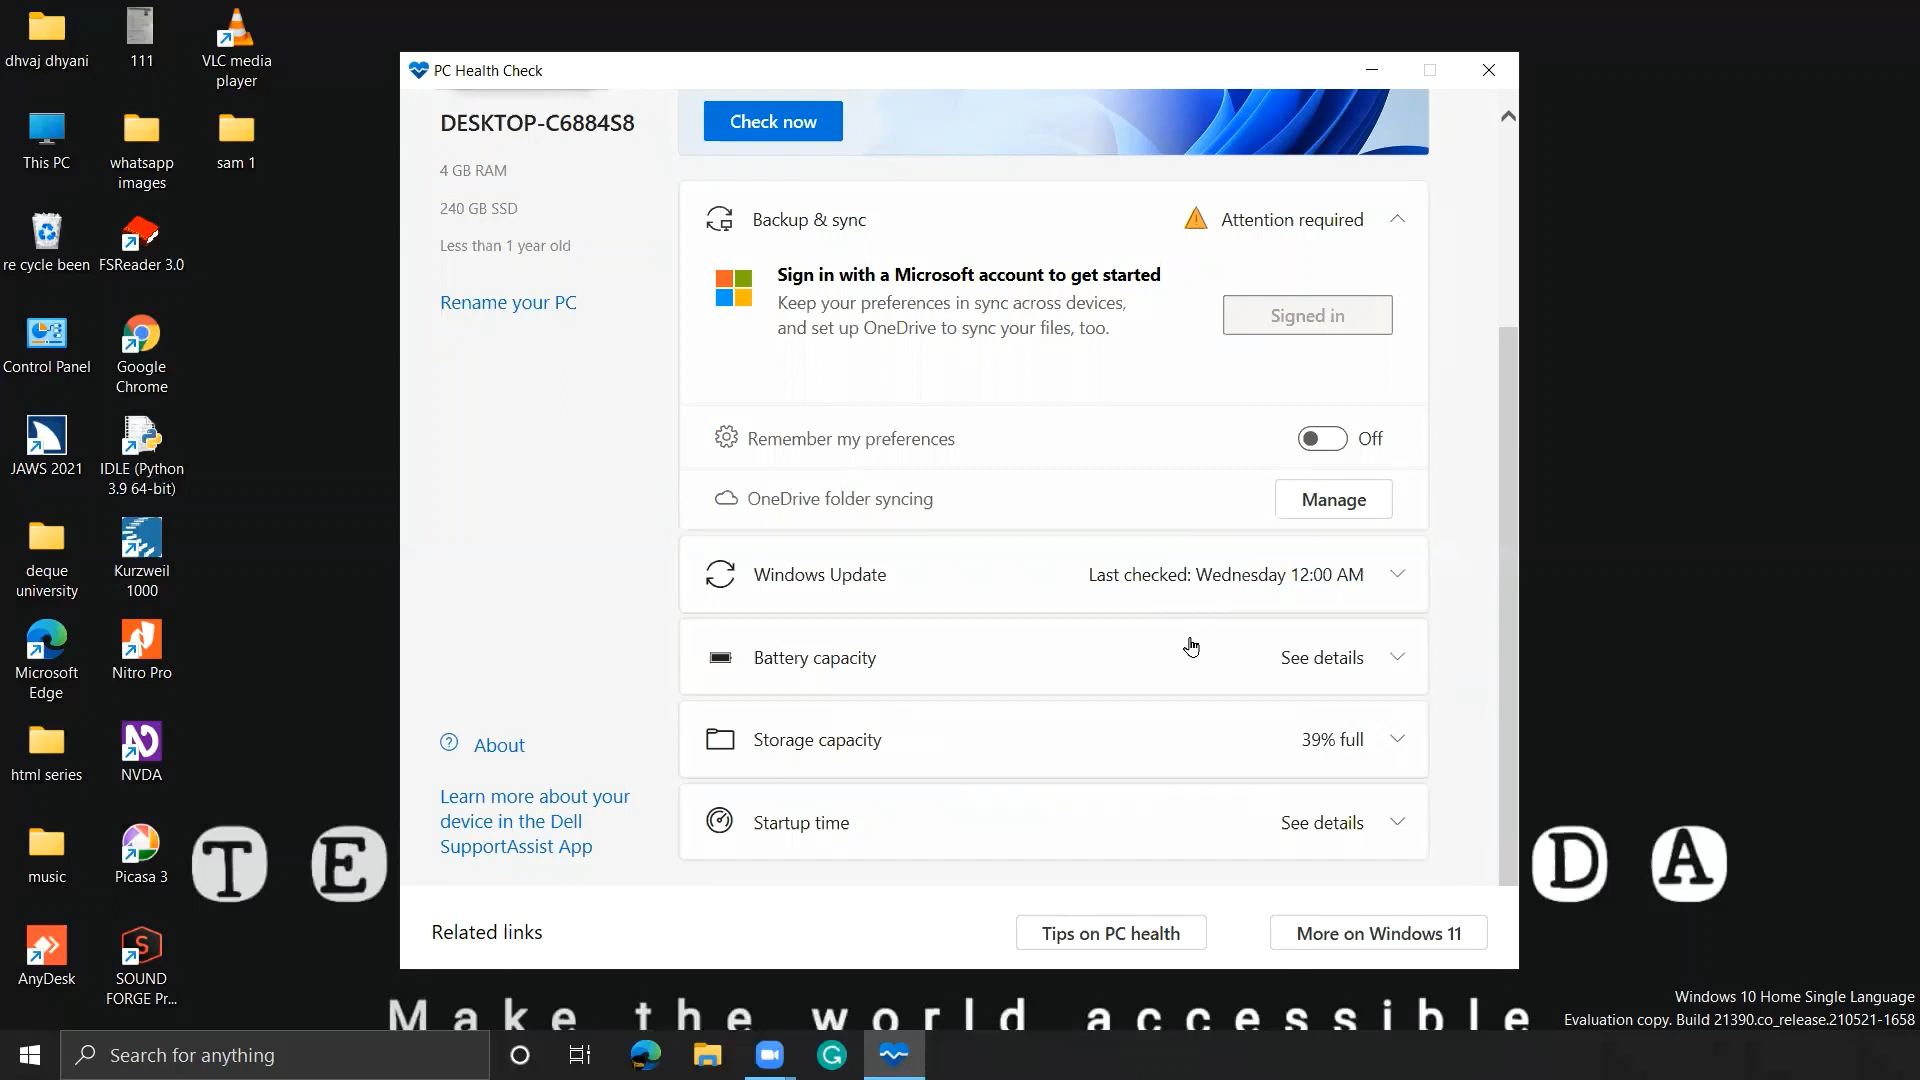 dhvaj dhyani
111
VLC media
player
This PC
whatsapp
images
sam 1
re cycle been
FSReader 3.0
Control Panel
Google
Chrome
JAWS 2021
IDLE (Python
3.9 64-bit)
deque
university
Kurzweil
1000
Microsoft
Edge
Nitro Pro
html series
NVDA
music
Picasa 3
AnyDesk
SOUND
FORGE Pr...
PC Health Check
DESKTOP-C6884S8
4 GB RAM
240 GB SSD
Less than 1 year old
Rename your PC
About
Learn more about your
device in the Dell
SupportAssist App
Check now
Backup & sync
Attention required
Sign in with a Microsoft account to get started
Keep your preferences in sync across devices,
and set up OneDrive to sync your files, too.
Signed in
Remember my preferences
Off
OneDrive folder syncing
Manage
Windows Update
Last checked: Wednesday 12:00 AM
Battery capacity
See details
Storage capacity
39% full
Startup time
See details
Related links
Tips on PC health
More on Windows 11
T E D A
Make the world accessible
Windows 10 Home Single Language
Evaluation copy. Build 21390.co_release.210521-1658
Search for anything